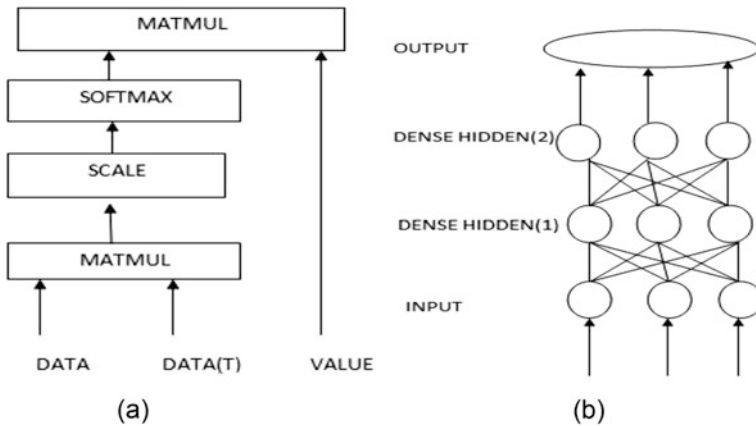 MATMUL
SOFTMAX
SCALE
MATMUL
DATA DATA(T) VALUE
(a)
OUTPUT
DENSE HIDDEN(2)
DENSE HIDDEN(1)
INPUT
(b)